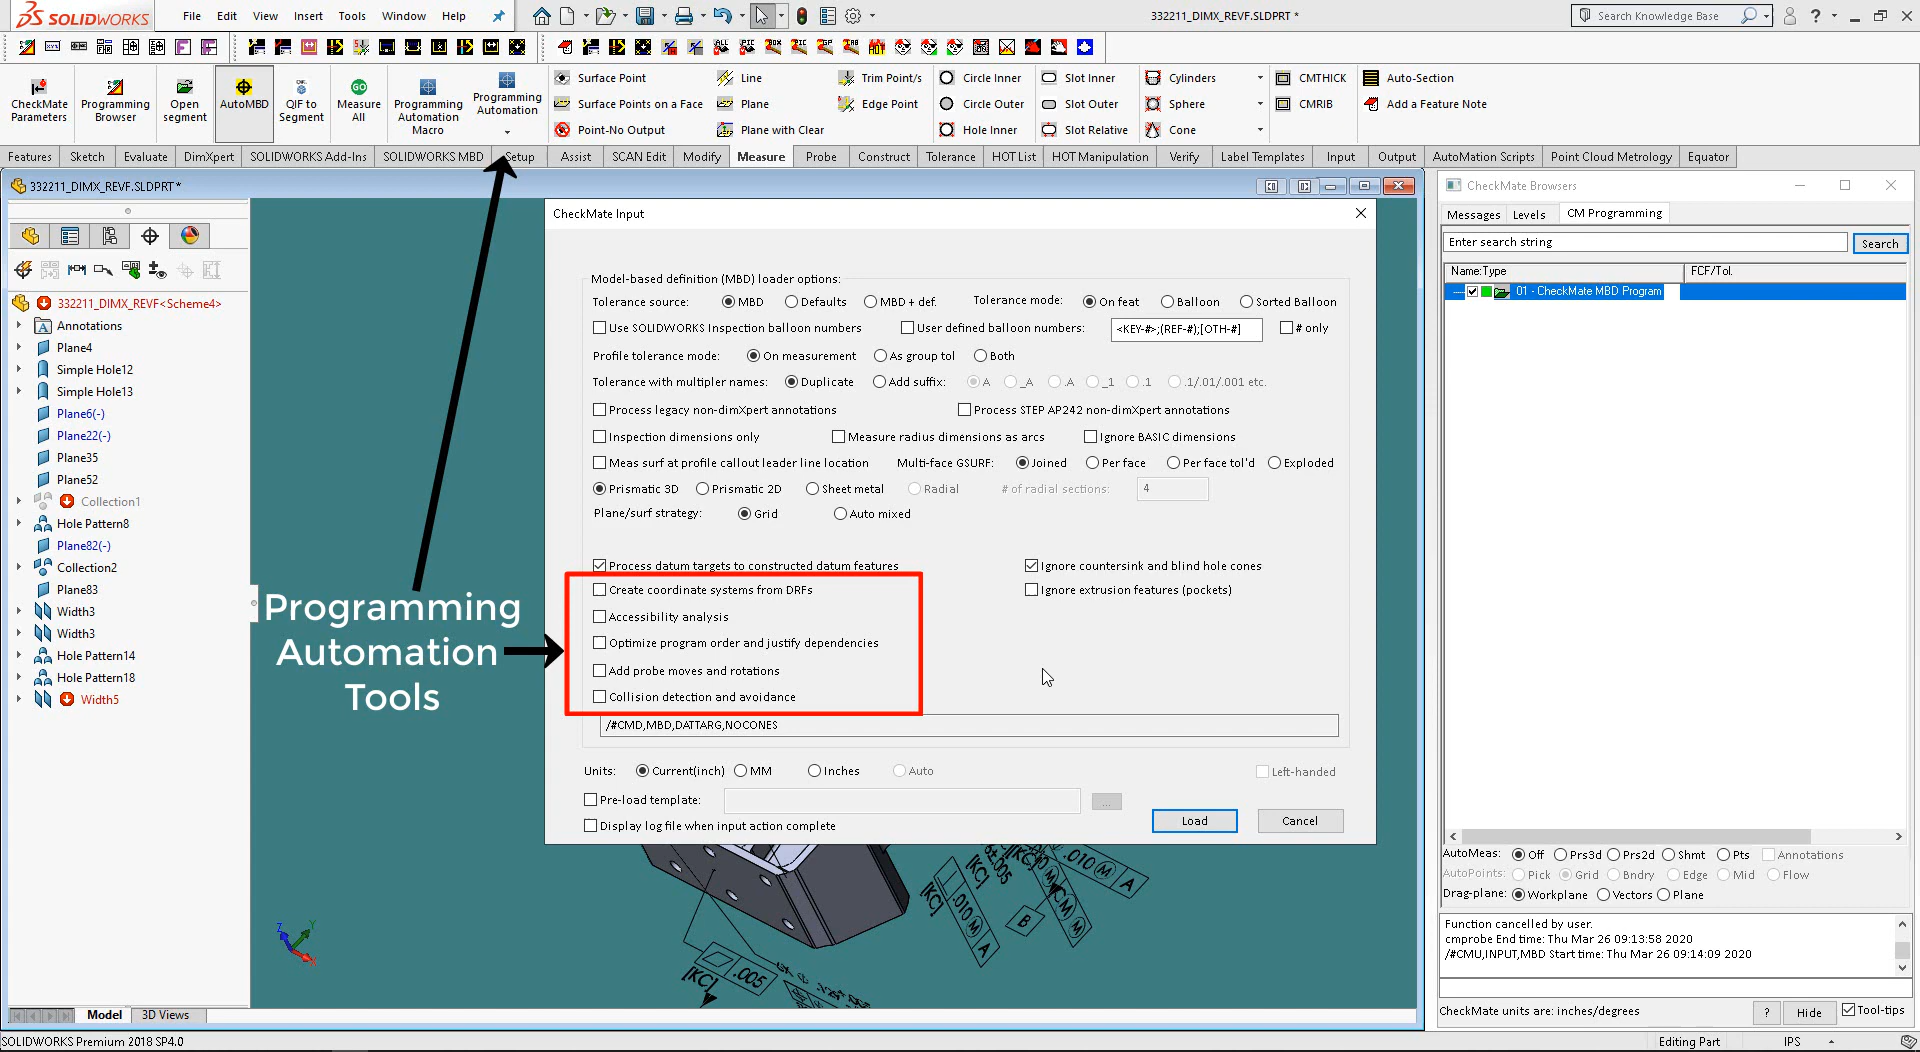 SOLIDWORKS File Edit View Insert Tools Window Help 332211_DIMX_REVF.SLDPRT * Search Knowledge Base ?
CheckMate Parameters
Programming Browser
Open segment
AutoMBD
QIF to Segment
Measure All
Programming Automation Macro
Programming Automation
Surface Point Line Trim Point/s Circle Inner Slot Inner Cylinders CMTHICK Auto-Section
Surface Points on a Face Plane Edge Point Circle Outer Slot Outer Sphere CMRIB Add a Feature Note
Point-No Output Plane with Clear Hole Inner Slot Relative Cone
Features Sketch Evaluate DimXpert SOLIDWORKS Add-Ins SOLIDWORKS MBD Setup Assist SCAN Edit Modify Measure Probe Construct Tolerance HOT List HOT Manipulation Verify Label Templates Input Output AutoMation Scripts Point Cloud Metrology Equator
332211_DIMX_REVF.SLDPRT *
332211_DIMX_REVF<Scheme4>
Annotations
Plane4
Simple Hole12
Simple Hole13
Plane6(-)
Plane22(-)
Plane35
Plane52
Collection1
Hole Pattern8
Plane82(-)
Collection2
Plane83
Width3
Width3
Hole Pattern14
Hole Pattern18
Width5
Programming
Automation
Tools
CheckMate Input
Model-based definition (MBD) loader options:
Tolerance source: MBD Defaults MBD + def. Tolerance mode: On feat Balloon Sorted Balloon
Use SOLIDWORKS Inspection balloon numbers User defined balloon numbers: <KEY-#>;(REF-#);[OTH-#] # only
Profile tolerance mode: On measurement As group tol Both
Tolerance with multipler names: Duplicate Add suffix: A _A .A _1 .1 .1/.01/.001 etc.
Process legacy non-dimXpert annotations Process STEP AP242 non-dimXpert annotations
Inspection dimensions only Measure radius dimensions as arcs Ignore BASIC dimensions
Meas surf at profile callout leader line location Multi-face GSURF: Joined Per face Per face tol'd Exploded
Prismatic 3D Prismatic 2D Sheet metal Radial # of radial sections: 4
Plane/surf strategy: Grid Auto mixed
Process datum targets to constructed datum features Ignore countersink and blind hole cones
Create coordinate systems from DRFs Ignore extrusion features (pockets)
Accessibility analysis
Optimize program order and justify dependencies
Add probe moves and rotations
Collision detection and avoidance
/#CMD,MBD,DATTARG,NOCONES
Units: Current(inch) MM Inches Auto Left-handed
Pre-load template: ...
Display log file when input action complete
Load Cancel
[KC] .005
[KC] .010 M A
.010 M A
B
Z Y X
Model 3D Views
CheckMate Browsers
Messages Levels CM Programming
Enter search string Search
Name:Type FCF/Tol.
01 - CheckMate MBD Program
AutoMeas: Off Prs3d Prs2d Shmt Pts Annotations
AutoPoints: Pick Grid Bndry Edge Mid Flow
Drag-plane: Workplane Vectors Plane
Function cancelled by user.
cmprobe End time: Thu Mar 26 09:13:58 2020
/#CMU,INPUT,MBD Start time: Thu Mar 26 09:14:09 2020
CheckMate units are: inches/degrees ? Hide Tool-tips
SOLIDWORKS Premium 2018 SP4.0 Editing Part IPS